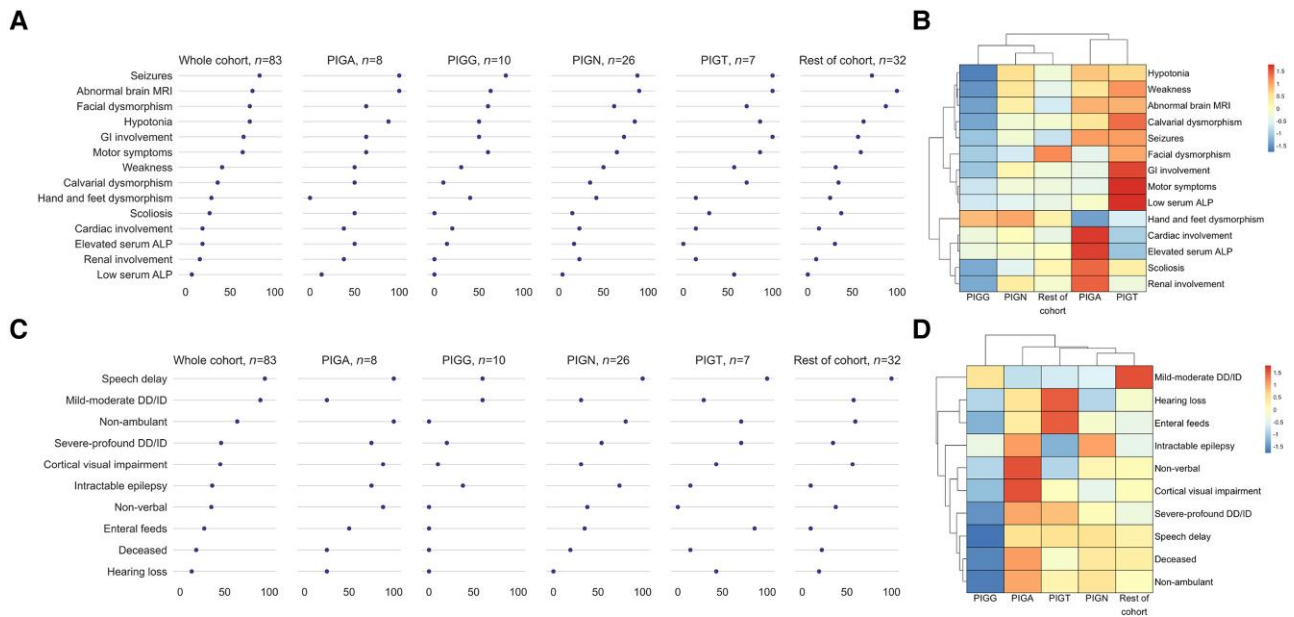 A
Whole cohort, n=83
PIGA, n=8
PIGG, n=10
PIGN, n=26
PIGT, n=7
Rest of cohort, n=32
Seizures
Abnormal brain MRI
Facial dysmorphism
Hypotonia
GI involvement
Motor symptoms
Weakness
Calvarial dysmorphism
Hand and feet dysmorphism
Scoliosis
Cardiac involvement
Elevated serum ALP
Renal involvement
Low serum ALP
0 50 100 0 50 100 0 50 100 0 50 100 0 50 100 0 50 100
B
Hypotonia
Weakness
Abnormal brain MRI
Calvarial dysmorphism
Seizures
Facial dysmorphism
GI involvement
Motor symptoms
Low serum ALP
Hand and feet dysmorphism
Cardiac involvement
Elevated serum ALP
Scoliosis
Renal involvement
PIGG PIGN Rest of PIGA PIGT
cohort
1.5
1
0.5
0
-0.5
-1
-1.5
C
Whole cohort, n=83
PIGA, n=8
PIGG, n=10
PIGN, n=26
PIGT, n=7
Rest of cohort, n=32
Speech delay
Mild-moderate DD/ID
Non-ambulant
Severe-profound DD/ID
Cortical visual impairment
Intractable epilepsy
Non-verbal
Enteral feeds
Deceased
Hearing loss
0 50 100 0 50 100 0 50 100 0 50 100 0 50 100 0 50 100
D
Mild-moderate DD/ID
Hearing loss
Enteral feeds
Intractable epilepsy
Non-verbal
Cortical visual impairment
Severe-profound DD/ID
Speech delay
Deceased
Non-ambulant
PIGG PIGA PIGT PIGN Rest of
cohort
1.5
1
0.5
0
-0.5
-1
-1.5